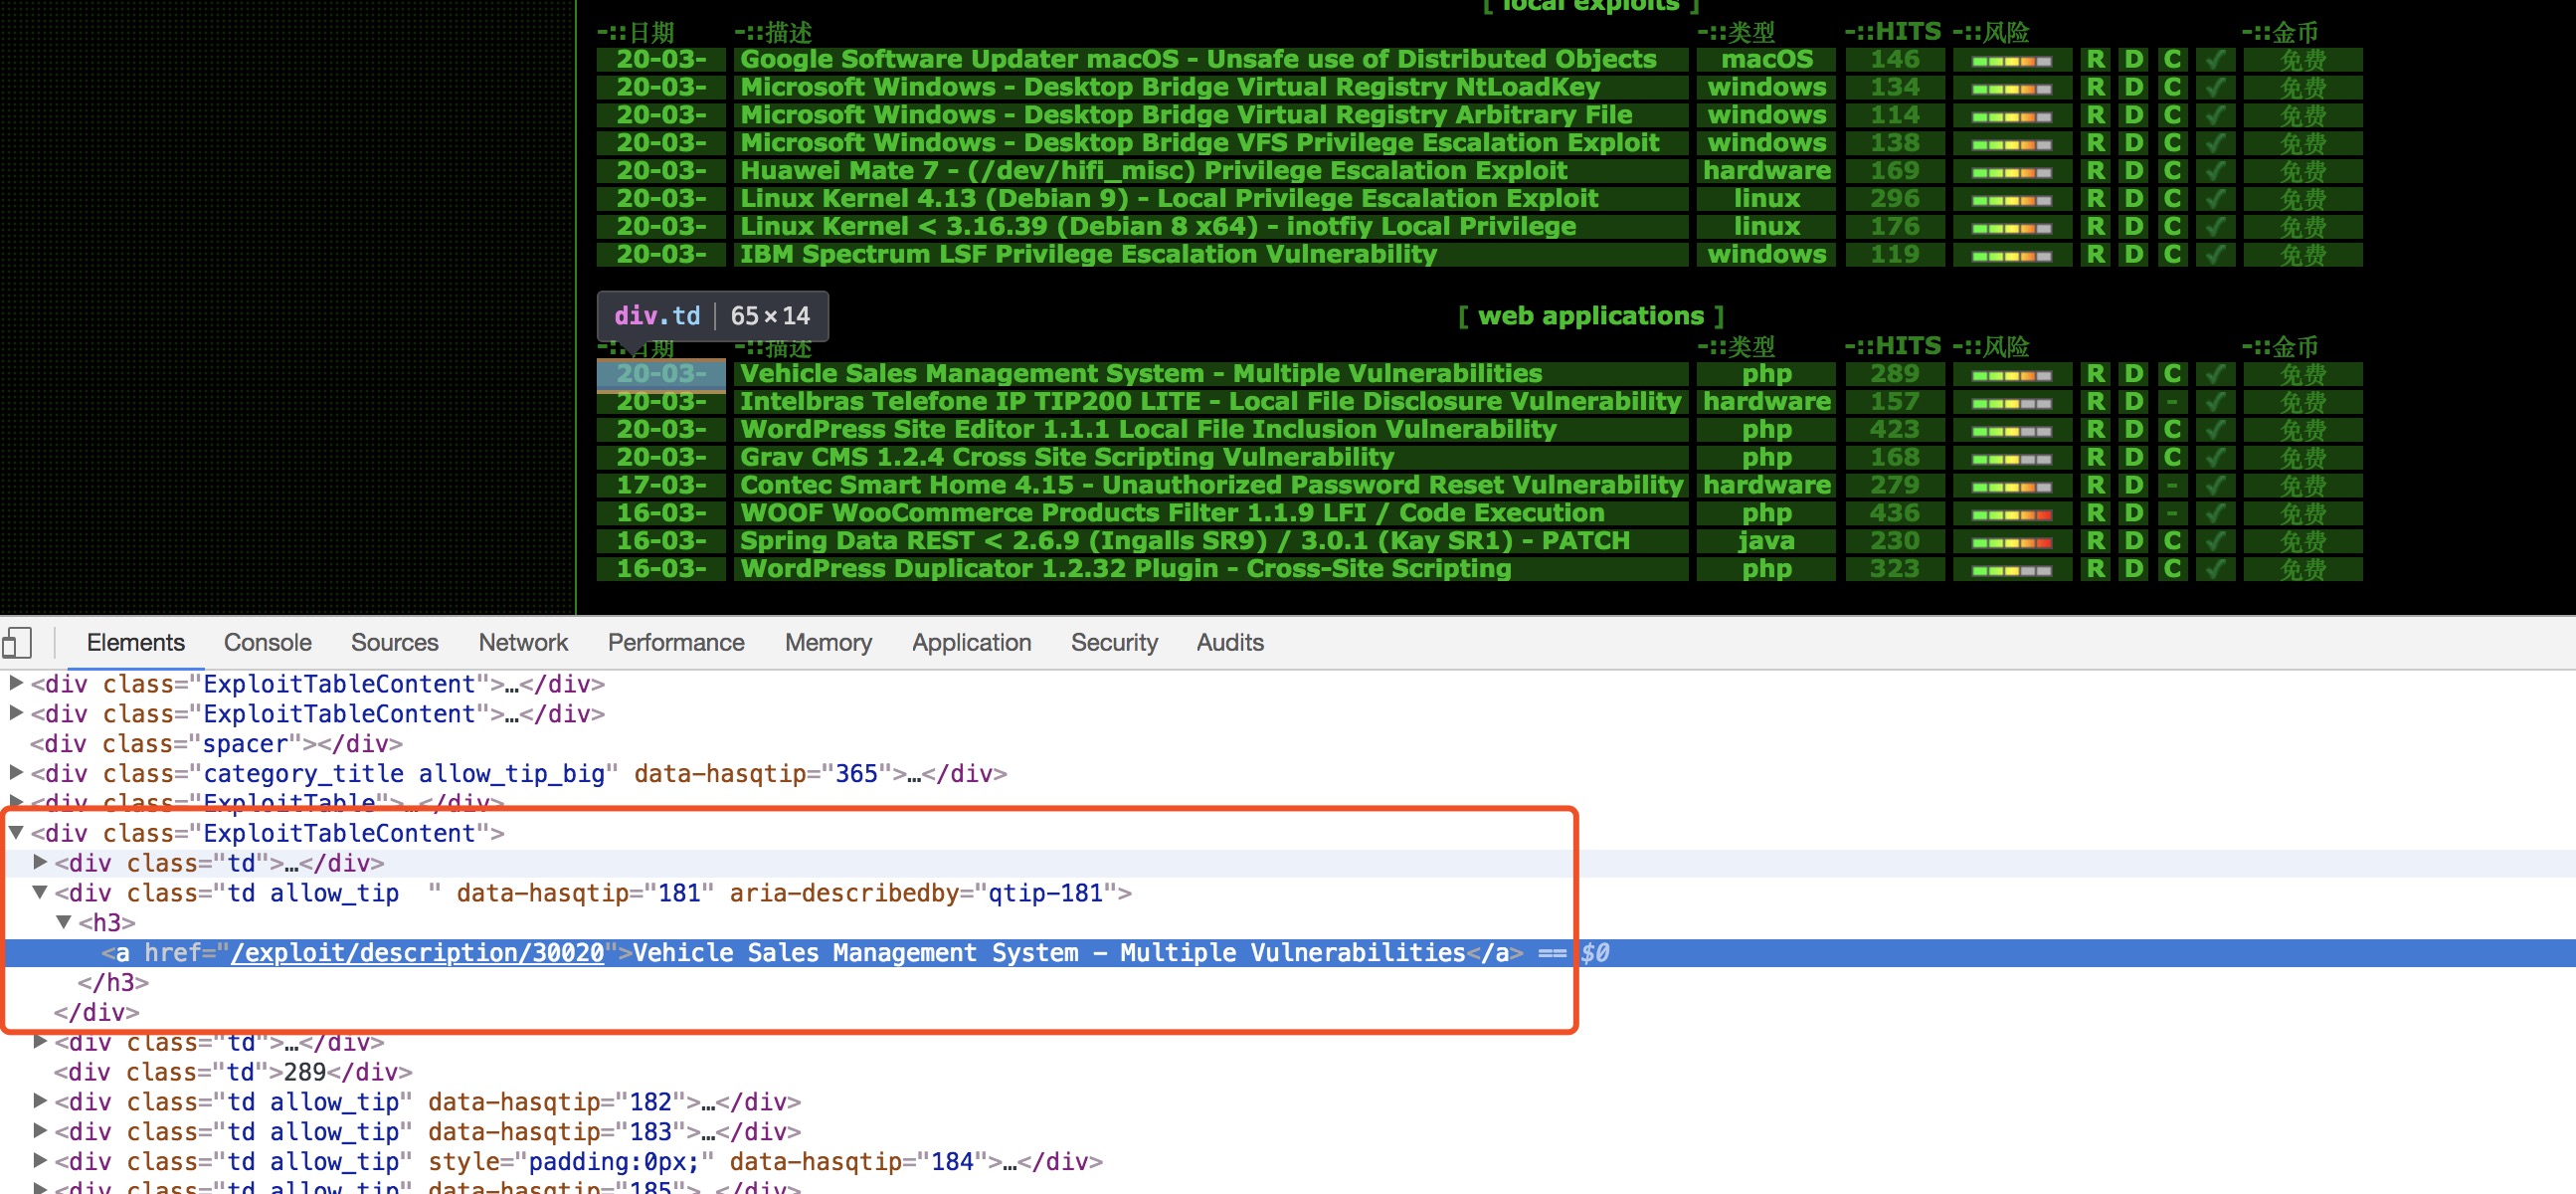 [ local exploits ]
-::日期 -::描述 -::类型 -::HITS -::风险 -::金币
20-03- Google Software Updater macOS - Unsafe use of Distributed Objects macOS 146 R D C ✓ 免费
20-03- Microsoft Windows - Desktop Bridge Virtual Registry NtLoadKey windows 134 R D C ✓ 免费
20-03- Microsoft Windows - Desktop Bridge Virtual Registry Arbitrary File windows 114 R D C ✓ 免费
20-03- Microsoft Windows - Desktop Bridge VFS Privilege Escalation Exploit windows 138 R D C ✓ 免费
20-03- Huawei Mate 7 - (/dev/hifi_misc) Privilege Escalation Exploit hardware 169 R D C ✓ 免费
20-03- Linux Kernel 4.13 (Debian 9) - Local Privilege Escalation Exploit linux 296 R D C ✓ 免费
20-03- Linux Kernel < 3.16.39 (Debian 8 x64) - inotfiy Local Privilege linux 176 R D C ✓ 免费
20-03- IBM Spectrum LSF Privilege Escalation Vulnerability windows 119 R D C ✓ 免费
div.td | 65×14
[ web applications ]
-::日期 -::描述 -::类型 -::HITS -::风险 -::金币
20-03- Vehicle Sales Management System - Multiple Vulnerabilities php 289 R D C ✓ 免费
20-03- Intelbras Telefone IP TIP200 LITE - Local File Disclosure Vulnerability hardware 157 R D - ✓ 免费
20-03- WordPress Site Editor 1.1.1 Local File Inclusion Vulnerability php 423 R D C ✓ 免费
20-03- Grav CMS 1.2.4 Cross Site Scripting Vulnerability php 168 R D C ✓ 免费
17-03- Contec Smart Home 4.15 - Unauthorized Password Reset Vulnerability hardware 279 R D - ✓ 免费
16-03- WOOF WooCommerce Products Filter 1.1.9 LFI / Code Execution php 436 R D - ✓ 免费
16-03- Spring Data REST < 2.6.9 (Ingalls SR9) / 3.0.1 (Kay SR1) - PATCH java 230 R D C ✓ 免费
16-03- WordPress Duplicator 1.2.32 Plugin - Cross-Site Scripting php 323 R D C ✓ 免费
Elements Console Sources Network Performance Memory Application Security Audits
<div class="ExploitTableContent">…</div>
<div class="ExploitTableContent">…</div>
<div class="spacer"></div>
<div class="category_title allow_tip_big" data-hasqtip="365">…</div>
<div class="ExploitTable">…</div>
<div class="ExploitTableContent">
<div class="td">…</div>
<div class="td allow_tip  " data-hasqtip="181" aria-describedby="qtip-181">
<h3>
<a href="/exploit/description/30020">Vehicle Sales Management System – Multiple Vulnerabilities</a> == $0
</h3>
</div>
<div class="td">…</div>
<div class="td">289</div>
<div class="td allow_tip" data-hasqtip="182">…</div>
<div class="td allow_tip" data-hasqtip="183">…</div>
<div class="td allow_tip" style="padding:0px;" data-hasqtip="184">…</div>
<div class="td allow_tip" data-hasqtip="185">…</div>